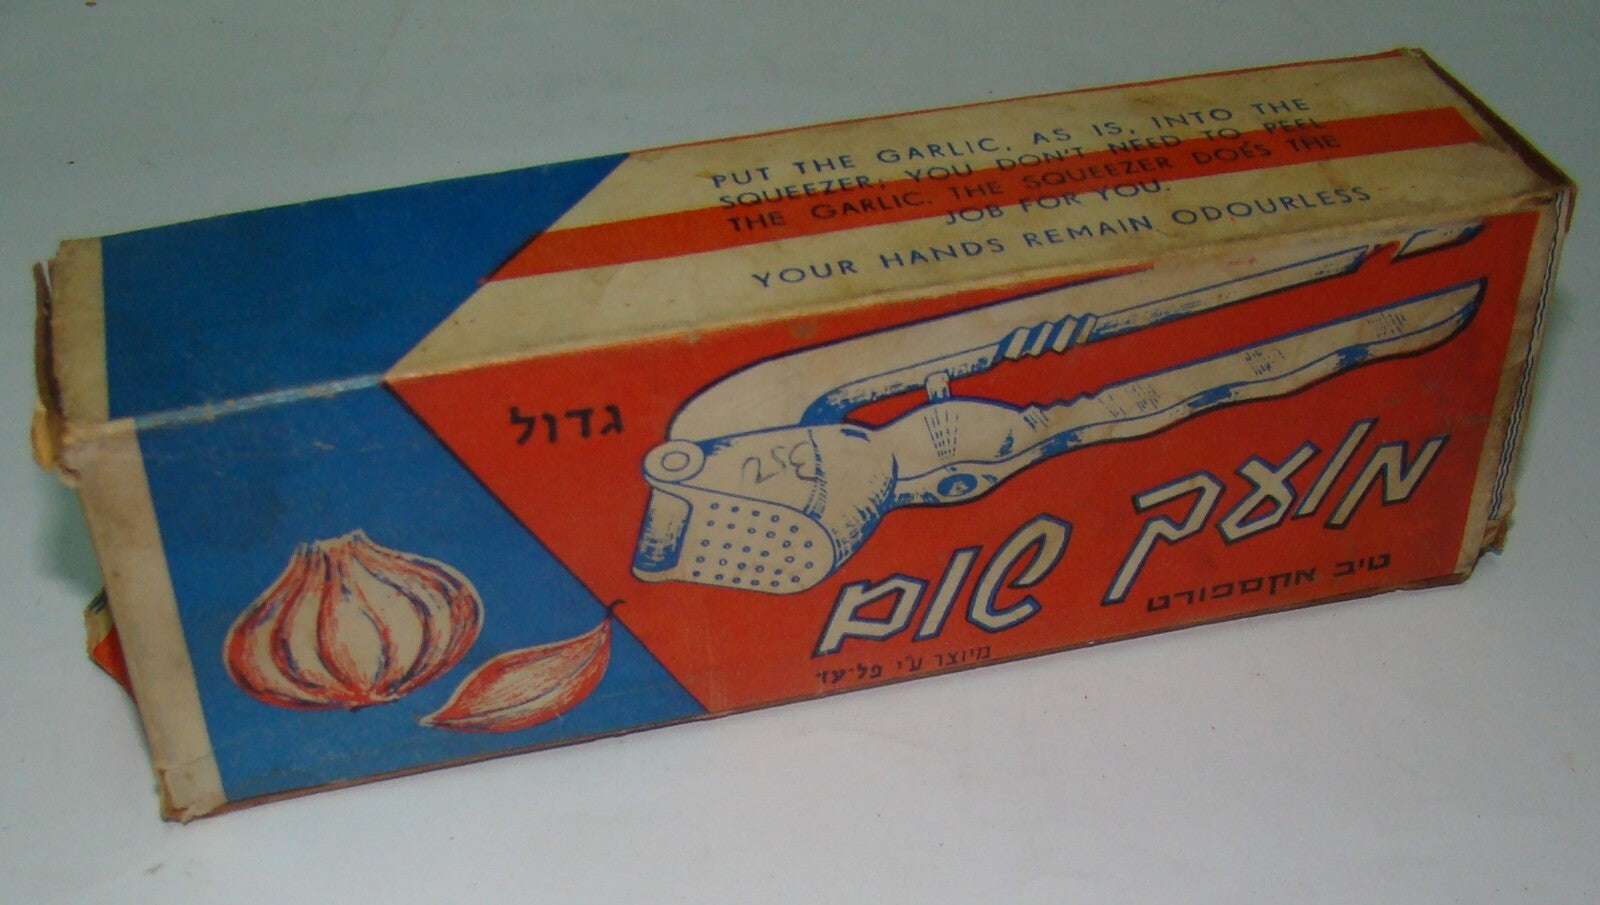 PUT THE GARLIC, AS IS, INTO THE
SQUEEZER; YOU DON'T NEED TO PEEL
THE GARLIC. THE SQUEEZER DOES THE
JOB FOR YOU.
YOUR HANDS REMAIN ODOURLESS
גדול
מועך שום
טיב אקספורט
מיוצר ע"י פל-עז